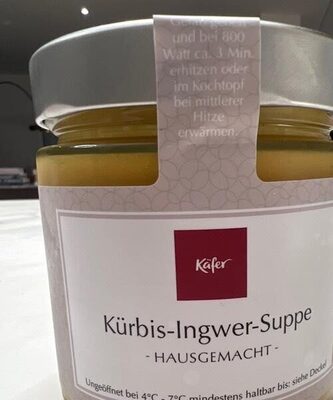 und bei 800
Watt ca. 3 Min.
erhitzen oder
im Kochtopf
bei mittlerer
Hitze
erwärmen.
Käfer
Kürbis-Ingwer-Suppe
- HAUSGEMACHT -
Ungeöffnet bei 4°C - 7°C mindestens haltbar bis: siehe Deckel